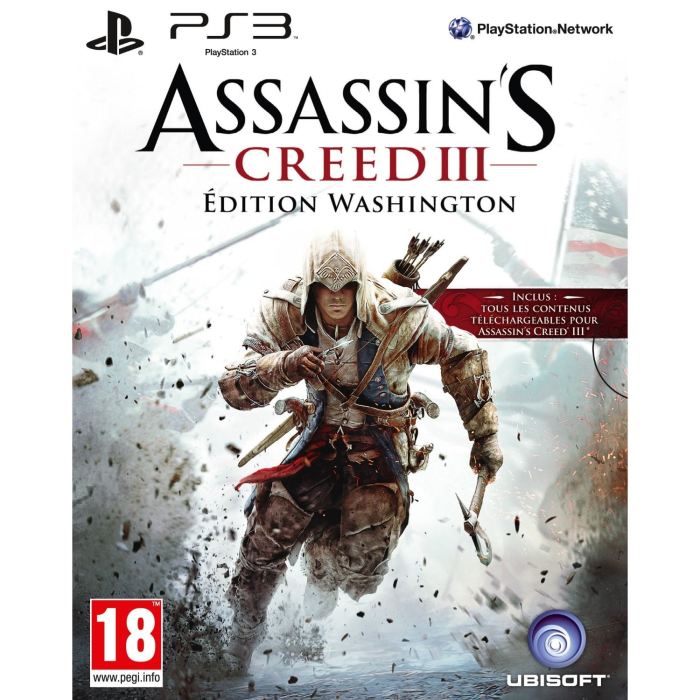 PS3
PlayStation 3
PlayStation®Network
ASSASSIN'S
CREED III
ÉDITION WASHINGTON
INCLUS :
TOUS LES CONTENUS
TÉLÉCHARGEABLES POUR
ASSASSIN'S CREED® III*
18
www.pegi.info
UBISOFT®